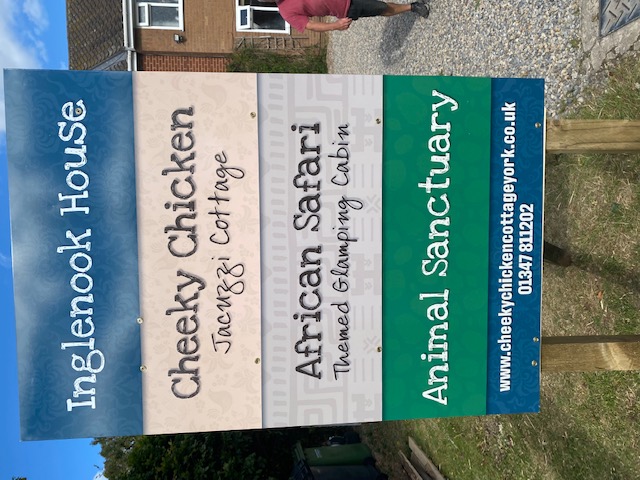 Inglenook House
Cheeky Chicken
Jacuzzi Cottage
African Safari
Themed Glamping Cabin
Animal Sanctuary
www.cheekychickencottageyork.co.uk
01347 811202